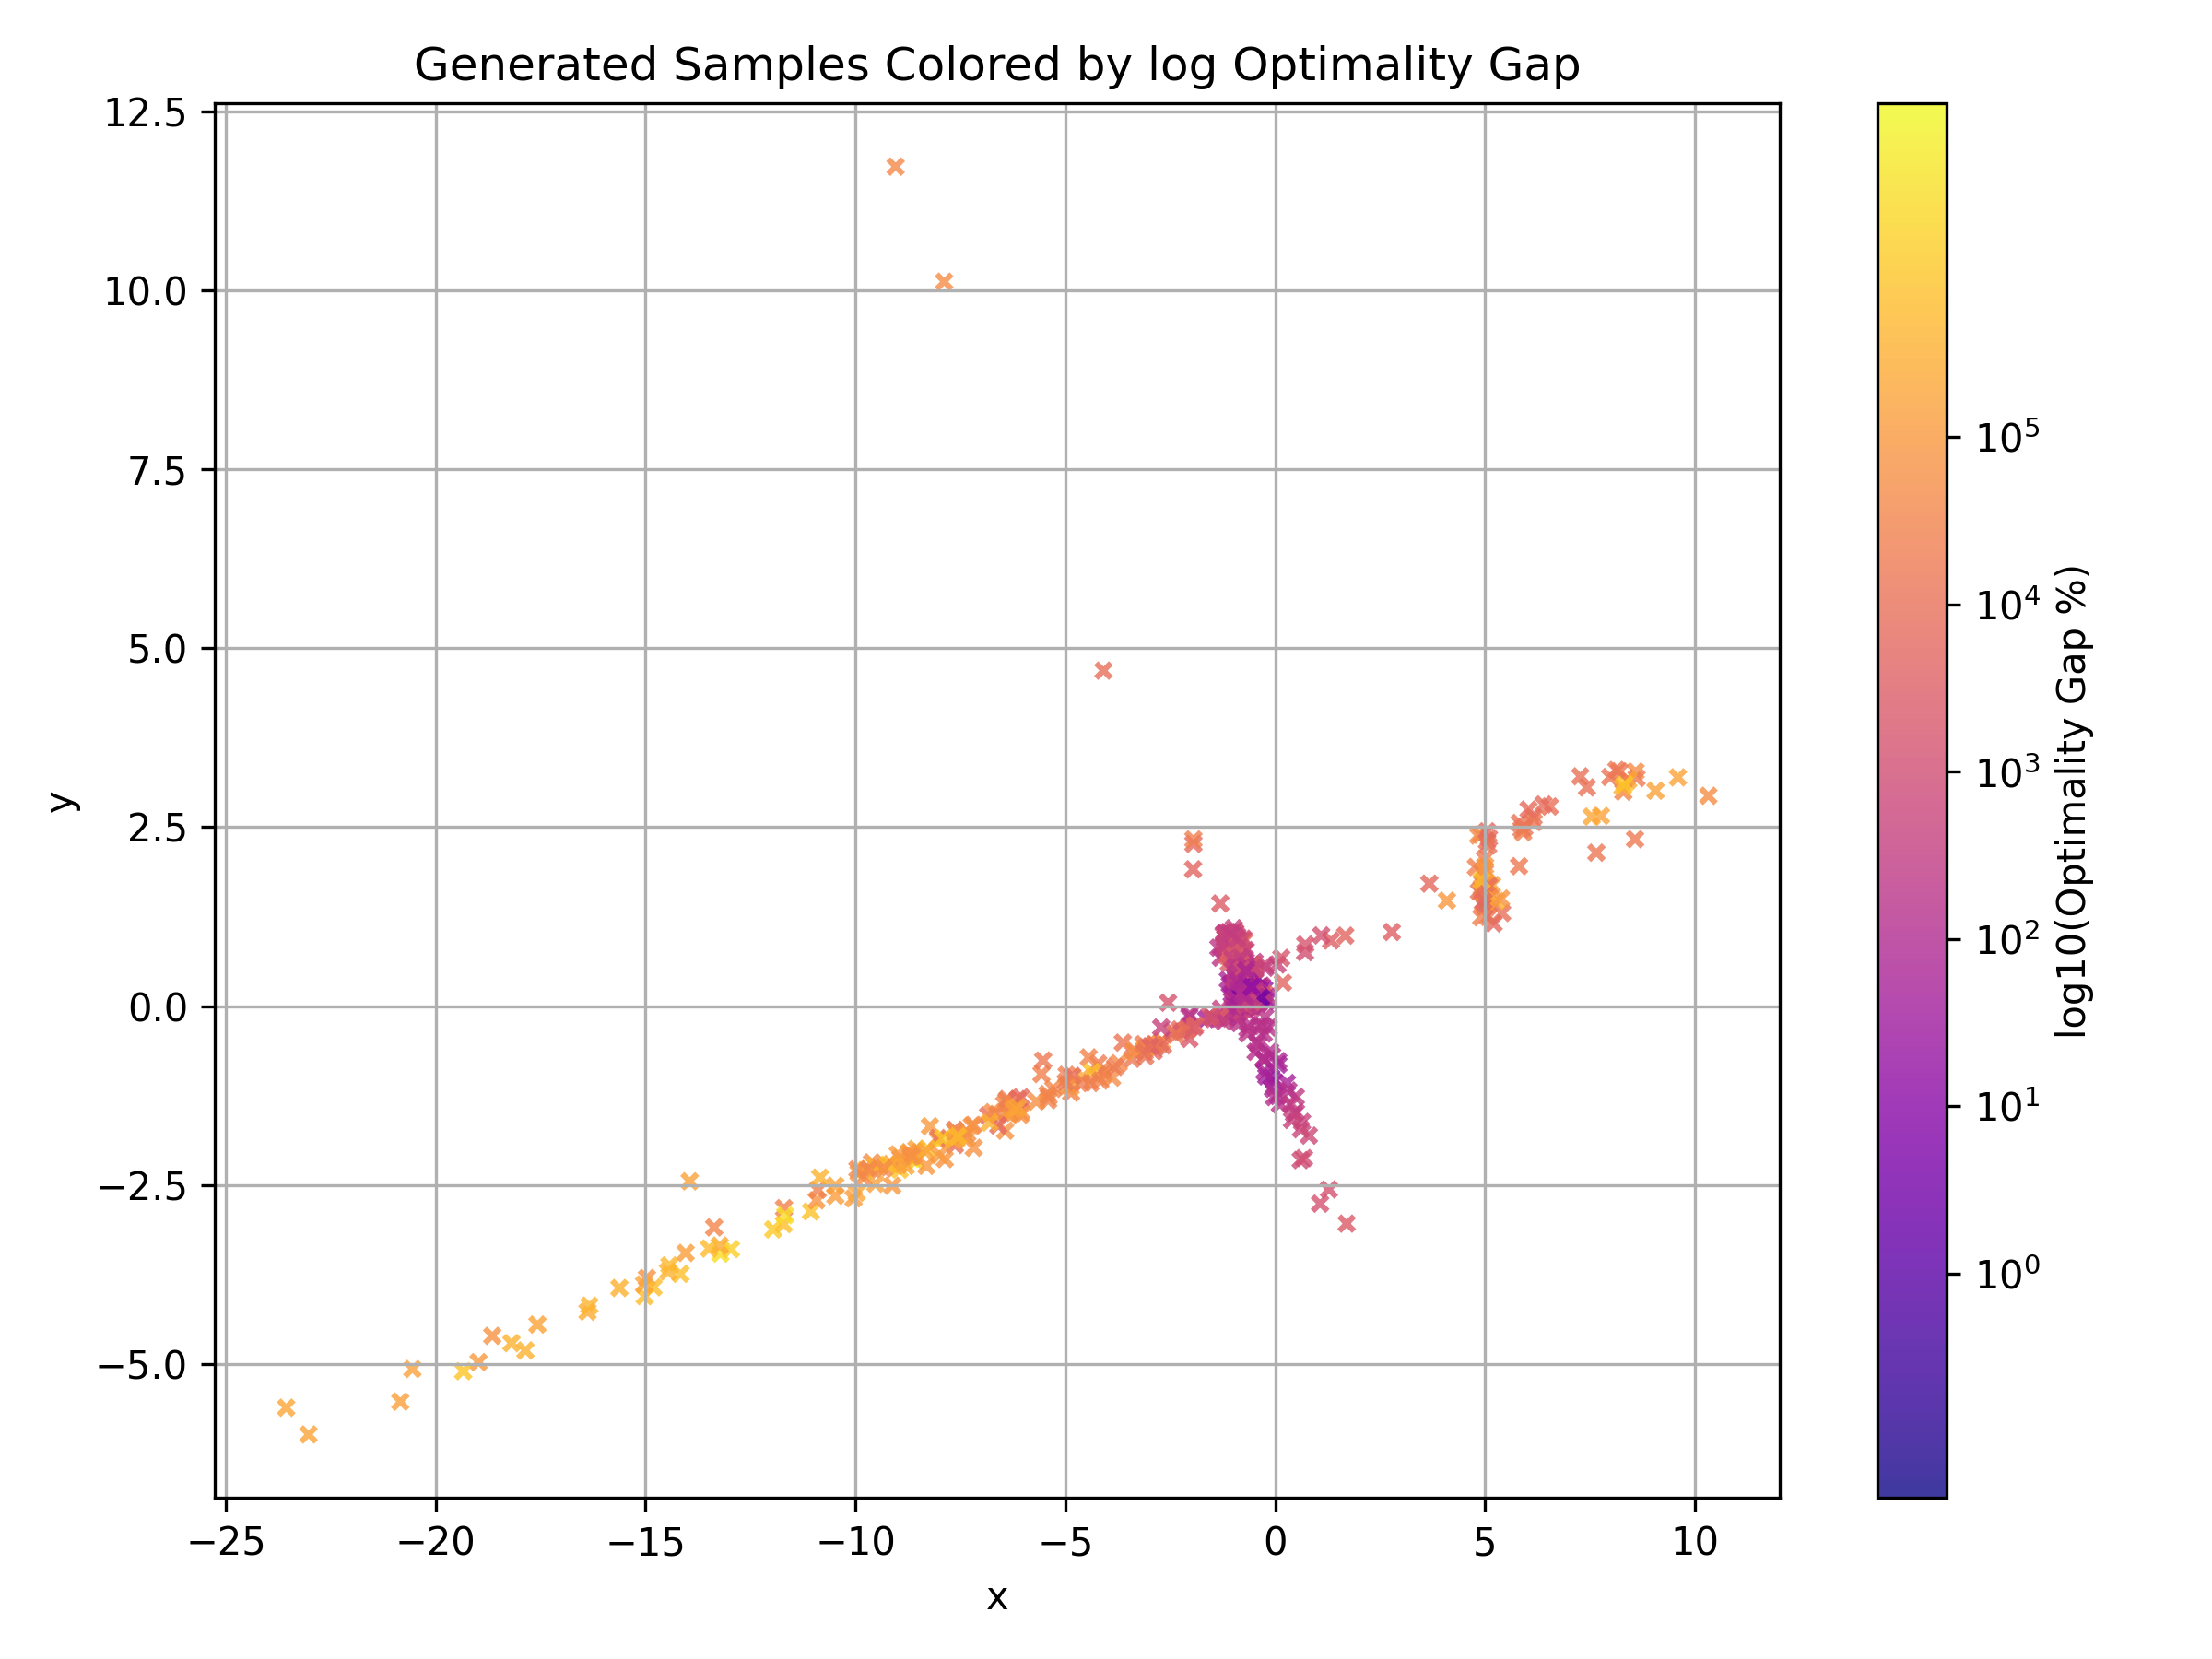 Generated Samples Colored by log Optimality Gap
12.5
10.0
7.5
5.0
2.5
0.0
−2.5
−5.0
y
−25 −20 −15 −10 −5 0 5 10
x
10⁵
10⁴
10³
10²
10¹
10⁰
log10(Optimality Gap %)